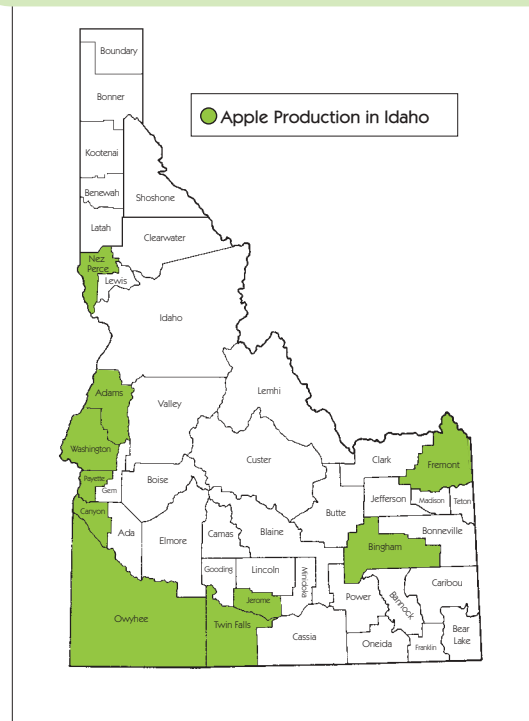 Boundary
Bonner
Apple Production in Idaho
Kootenai
Benewah
Shoshone
Latah
Clearwater
Nez
Perce
Lewis
Idaho
Adams
Valley
Lemhi
Washington
Custer
Clark
Fremont
Payette
Gem
Boise
Butte
Jefferson
Madison
Teton
Canyon
Ada
Elmore
Camas
Blaine
Bonneville
Bingham
Gooding
Lincoln
Minidoka
Jerome
Power
Bannock
Caribou
Owyhee
Twin Falls
Cassia
Oneida
Franklin
Bear
Lake